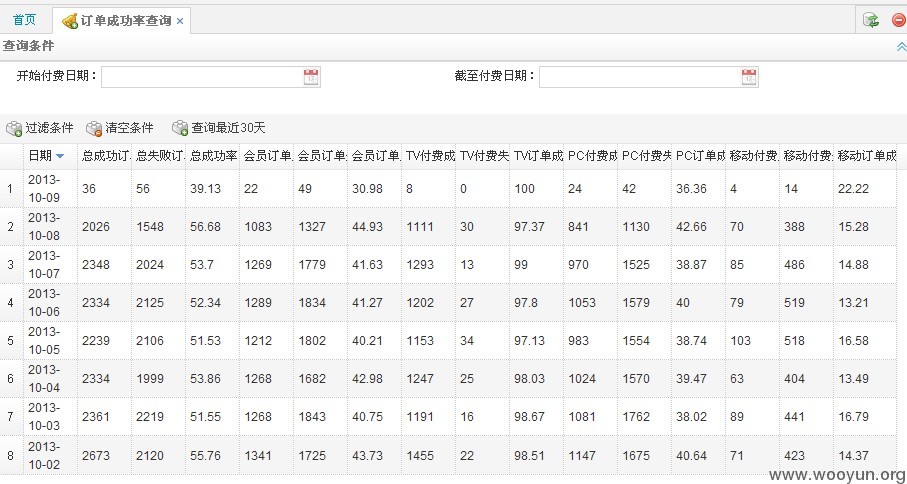 首页 订单成功率查询 ×
查询条件
开始付费日期： 截至付费日期：
过滤条件 清空条件 查询最近30天
日期 总成功订 总失败订 总成功率 会员订单 会员订单 会员订单 TV付费成 TV付费失 TV订单成 PC付费成 PC付费失 PC订单成 移动付费 移动付费 移动订单成
1 2013-10-09 36 56 39.13 22 49 30.98 8 0 100 24 42 36.36 4 14 22.22
2 2013-10-08 2026 1548 56.68 1083 1327 44.93 1111 30 97.37 841 1130 42.66 70 388 15.28
3 2013-10-07 2348 2024 53.7 1269 1779 41.63 1293 13 99 970 1525 38.87 85 486 14.88
4 2013-10-06 2334 2125 52.34 1289 1834 41.27 1202 27 97.8 1053 1579 40 79 519 13.21
5 2013-10-05 2239 2106 51.53 1212 1802 40.21 1153 34 97.13 983 1554 38.74 103 518 16.58
6 2013-10-04 2334 1999 53.86 1268 1682 42.98 1247 25 98.03 1024 1570 39.47 63 404 13.49
7 2013-10-03 2361 2219 51.55 1268 1843 40.75 1191 16 98.67 1081 1762 38.02 89 441 16.79
8 2013-10-02 2673 2120 55.76 1341 1725 43.73 1455 22 98.51 1147 1675 40.64 71 423 14.37
www.wooyun.org